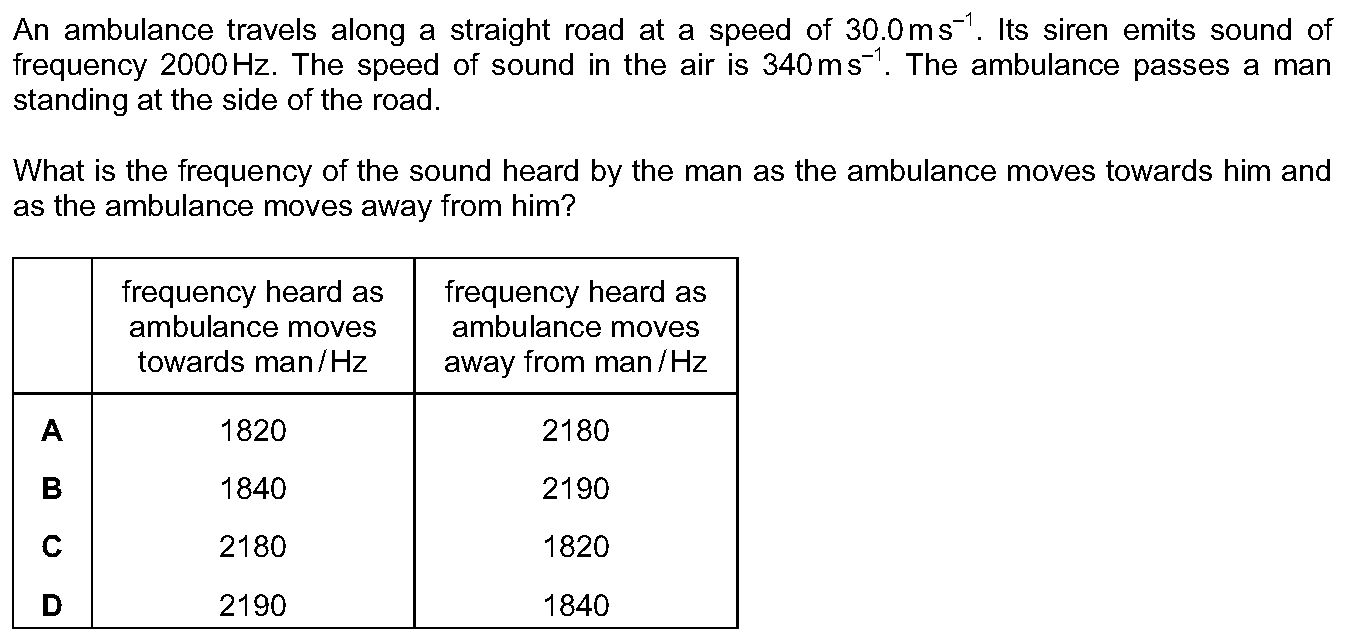 An ambulance travels along a straight road at a speed of 30.0 m s⁻¹. Its siren emits sound of
frequency 2000 Hz. The speed of sound in the air is 340 m s⁻¹. The ambulance passes a man
standing at the side of the road.
What is the frequency of the sound heard by the man as the ambulance moves towards him and
as the ambulance moves away from him?
frequency heard as
ambulance moves
towards man / Hz
frequency heard as
ambulance moves
away from man / Hz
A 1820 2180
B 1840 2190
C 2180 1820
D 2190 1840